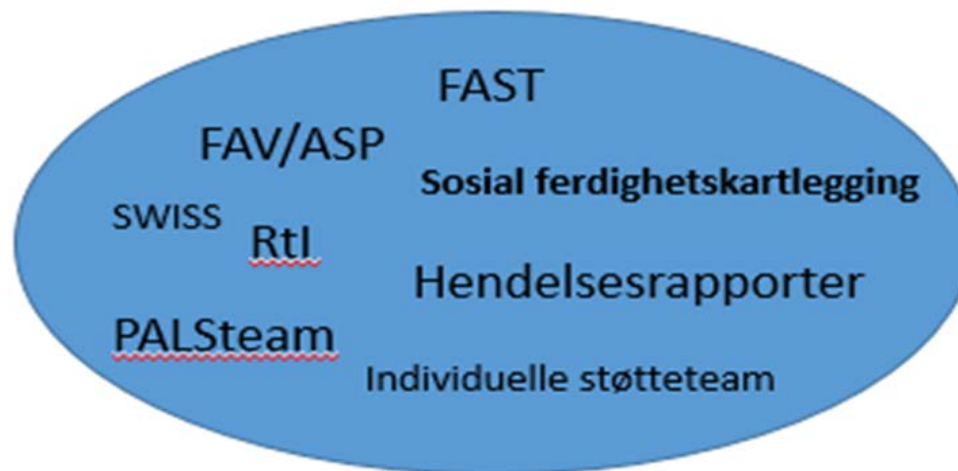 FAST
FAV/ASP
Sosial ferdighetskartlegging
SWISS
RtI
Hendelsesrapporter
PALSteam
Individuelle støtteteam